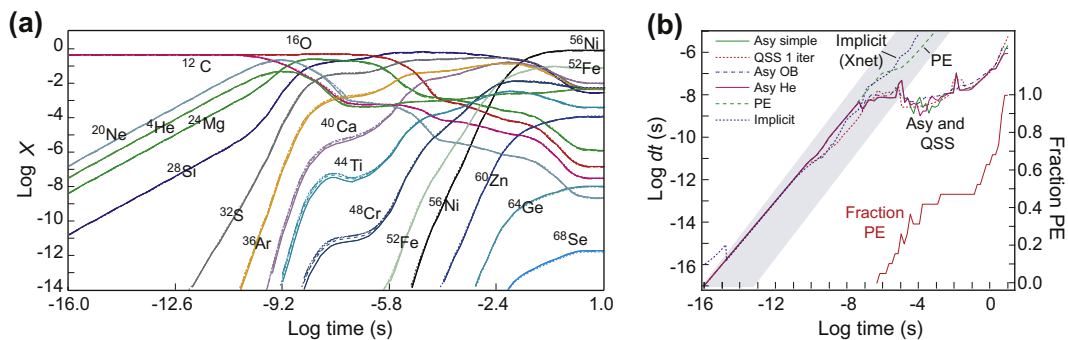 (a)
Log X
0
-2
-4
-6
-8
-10
-12
-14
-16.0
-12.6
-9.2
-5.8
-2.4
1.0
Log time (s)
16O
12 C
56Ni
52Fe
20Ne
4He
24Mg
28Si
32S
36Ar
40Ca
44Ti
48Cr
52Fe
56Ni
60Zn
64Ge
68Se
(b)
Log dt (s)
-6
-8
-10
-12
-14
-16
-16
-12
-8
-4
0
Log time (s)
Asy simple
QSS 1 iter
Asy OB
Asy He
PE
Implicit
Implicit
(Xnet)
PE
Asy and
QSS
Fraction
PE
1.0
0.8
0.6
0.4
0.2
0.0
Fraction PE